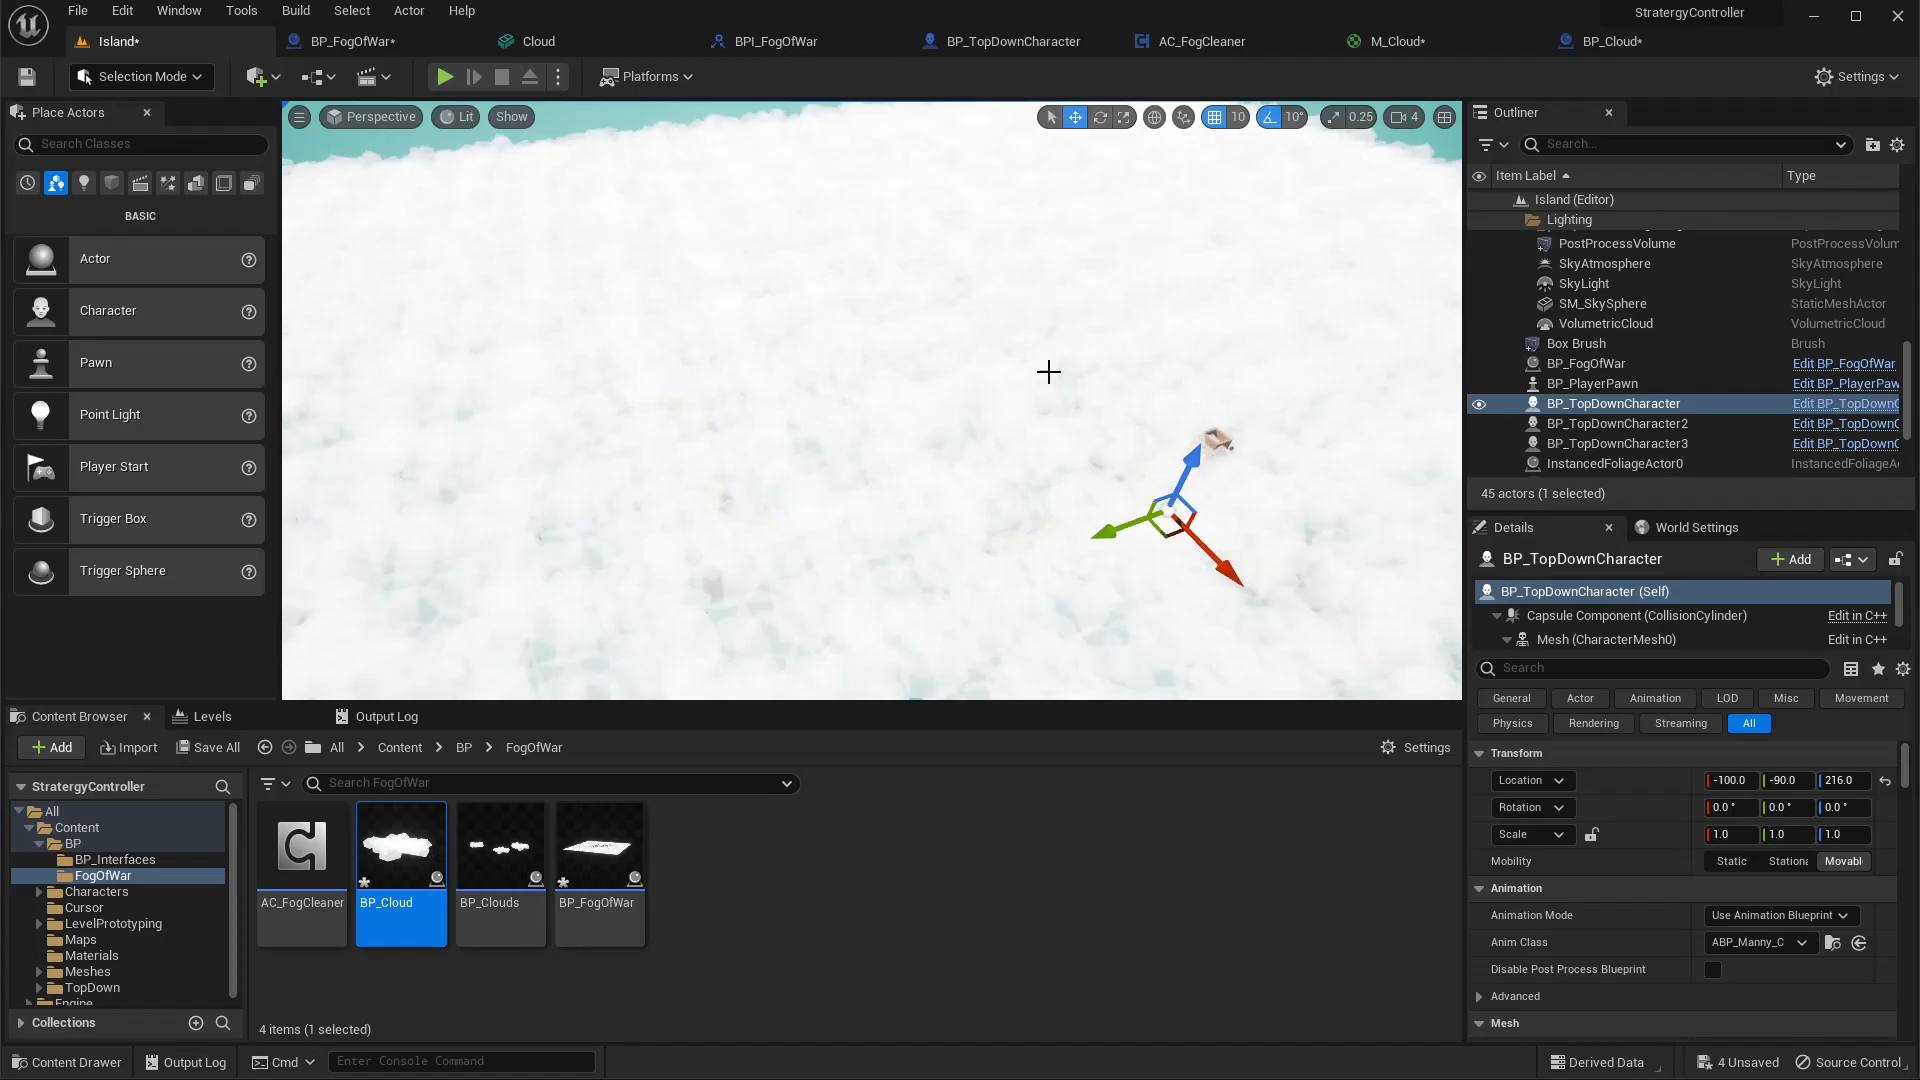 File Edit Window Tools Build Select Actor Help
StratergyController
Island*
BP_FogOfWar*
Cloud
BPI_FogOfWar
BP_TopDownCharacter
AC_FogCleaner
M_Cloud*
BP_Cloud*
Selection Mode
Platforms
Settings
Place Actors
Search Classes
BASIC
Actor
Character
Pawn
Point Light
Player Start
Trigger Box
Trigger Sphere
Perspective
Lit
Show
10
10°
0.25
4
Outliner
Search...
Item Label
Type
Island (Editor)
Lighting
PostProcessVolume PostProcessVolum
SkyAtmosphere SkyAtmosphere
SkyLight SkyLight
SM_SkySphere StaticMeshActor
VolumetricCloud VolumetricCloud
Box Brush Brush
BP_FogOfWar Edit BP_FogOfWar
BP_PlayerPawn Edit BP_PlayerPaw
BP_TopDownCharacter Edit BP_TopDownC
BP_TopDownCharacter2 Edit BP_TopDownC
BP_TopDownCharacter3 Edit BP_TopDownC
InstancedFoliageActor0 InstancedFoliageA
45 actors (1 selected)
Details
World Settings
BP_TopDownCharacter
Add
BP_TopDownCharacter (Self)
Capsule Component (CollisionCylinder) Edit in C++
Mesh (CharacterMesh0) Edit in C++
Search
General Actor Animation LOD Misc Movement
Physics Rendering Streaming All
Transform
Location -100.0 -90.0 216.0
Rotation 0.0 ° 0.0 ° 0.0 °
Scale 1.0 1.0 1.0
Mobility Static Stationa Movabl
Animation
Animation Mode Use Animation Blueprint
Anim Class ABP_Manny_C
Disable Post Process Blueprint
Advanced
Mesh
Content Browser
Levels
Output Log
Add
Import
Save All
All
Content
BP
FogOfWar
Settings
StratergyController
All
Content
BP
BP_Interfaces
FogOfWar
Characters
Cursor
LevelPrototyping
Maps
Materials
Meshes
TopDown
Engine
Collections
Search FogOfWar
AC_FogCleaner
BP_Cloud
BP_Clouds
BP_FogOfWar
4 items (1 selected)
Content Drawer
Output Log
Cmd
Enter Console Command
Derived Data
4 Unsaved
Source Control